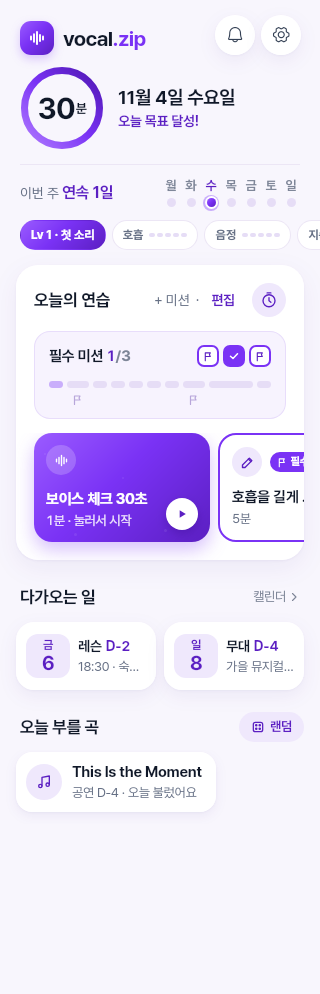 vocal.zip
30분
11월 4일 수요일
오늘 목표 달성!
이번 주 연속 1일
월 화 수 목 금 토 일
Lv 1 · 첫 소리
호흡
음정
오늘의 연습
+ 미션 ·
편집
필수 미션 1/3
보이스 체크 30초
1분 · 눌러서 시작
필수
호흡을 길게 ..
5분
다가오는 일
캘린더
금
6
레슨 D-2
18:30 · 숙...
일
8
무대 D-4
가을 뮤지컬...
오늘 부를 곡
랜덤
This Is the Moment
공연 D-4 · 오늘 불렀어요